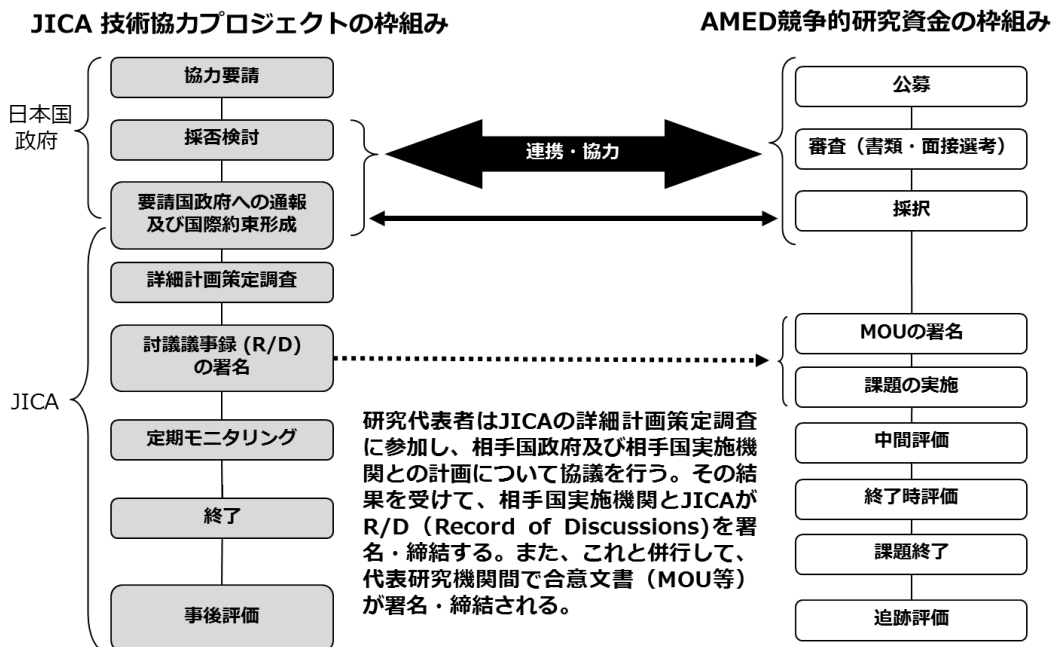 JICA 技術協力プロジェクトの枠組み
AMED競争的研究資金の枠組み
日本国
政府
協力要請
採否検討
要請国政府への通報
及び国際約束形成
詳細計画策定調査
討議議事録 (R/D)
の署名
JICA
定期モニタリング
終了
事後評価
連携・協力
公募
審査（書類・面接選考）
採択
MOUの署名
課題の実施
中間評価
終了時評価
課題終了
追跡評価
研究代表者はJICAの詳細計画策定調査
に参加し、相手国政府及び相手国実施機
関との計画について協議を行う。その結
果を受けて、相手国実施機関とJICAが
R/D（Record of Discussions)を署
名・締結する。また、これと併行して、
代表研究機関間で合意文書（MOU等）
が署名・締結される。